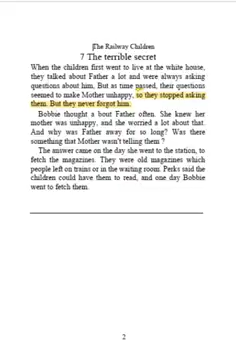 The Railway Children
7 The terrible secret
When the children first went to live at the white house,
they talked about Father a lot and were always asking
questions about him, But as time passed, their questions
seemed to make Mother unhappy, so they stopped asking
them. But they never forgot him.
Bobbie thought a bout Father often. She knew her
mother was unhappy, and she worried a lot about that.
And why was Father away for so long? Was there
something that Mother wasn't telling them ?
The answer came on the day she went to the station, to
fetch the magazines. They were old magazines which
people left on trains or in the waiting room. Perks said the
children could have them to read, and one day Bobbie
went to fetch them.
2